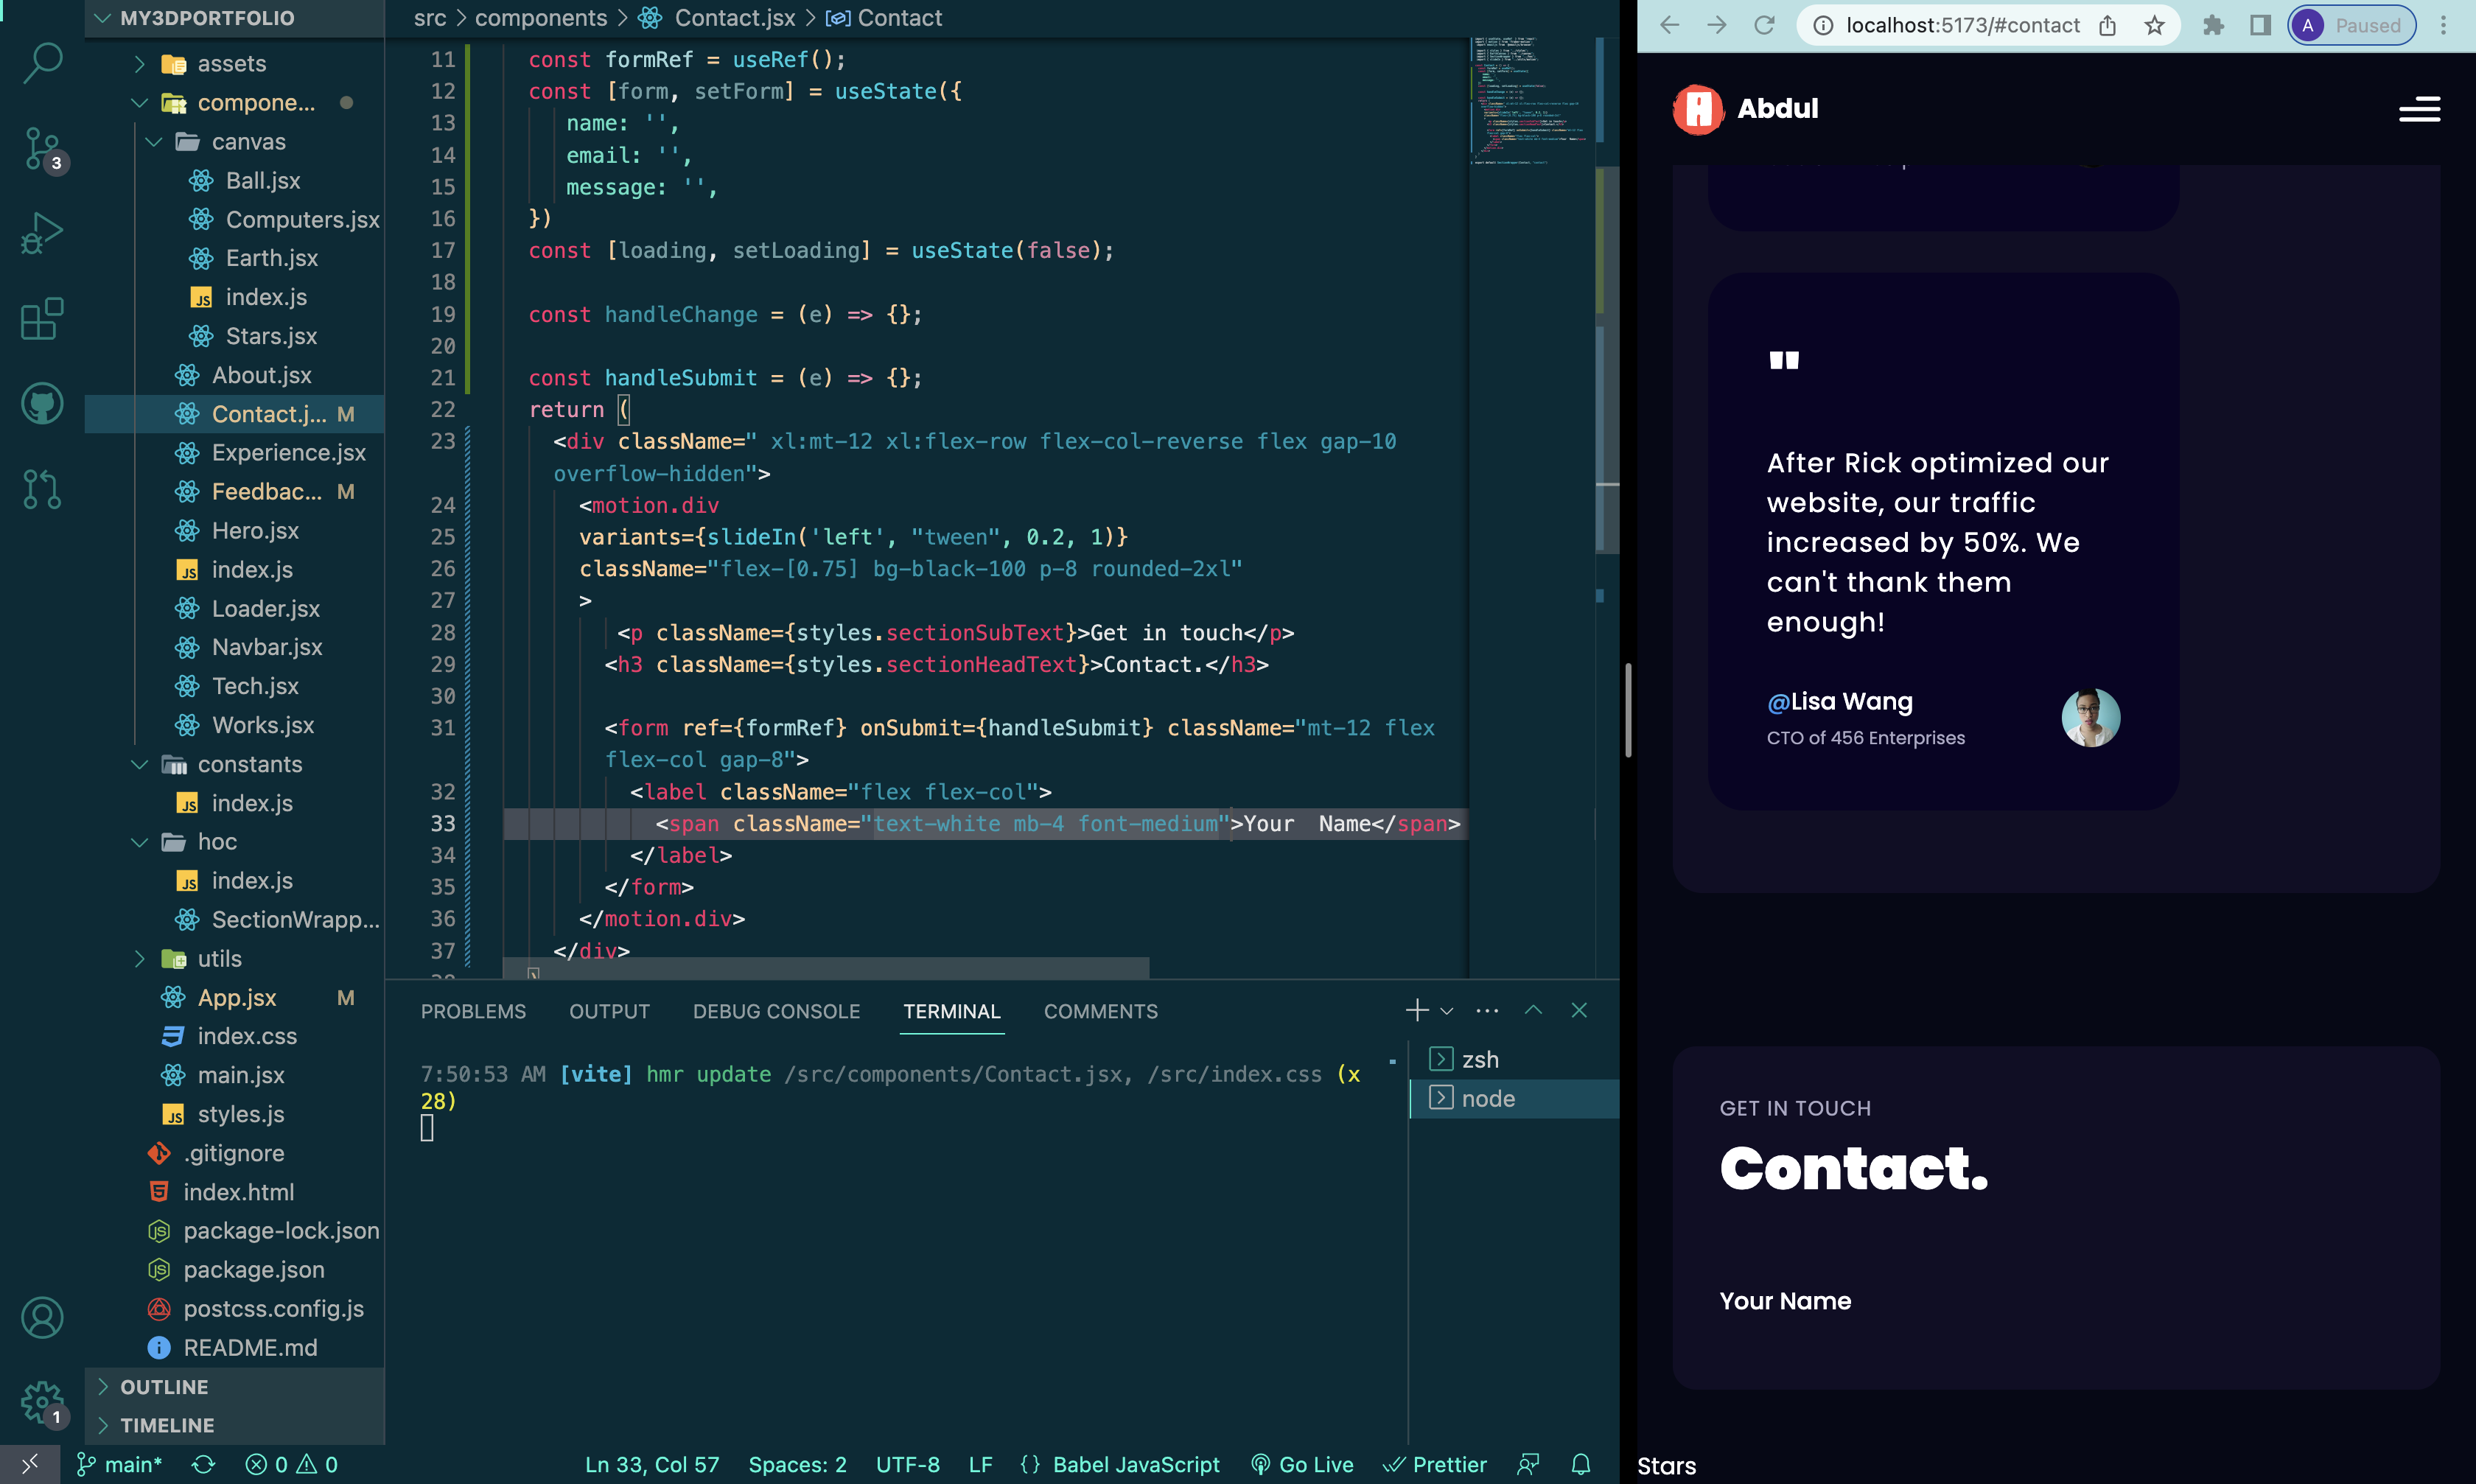 MY3DPORTFOLIO
assets
compone...
canvas
Ball.jsx
Computers.jsx
Earth.jsx
index.js
Stars.jsx
About.jsx
Contact.j... M
Experience.jsx
Feedbac... M
Hero.jsx
index.js
Loader.jsx
Navbar.jsx
Tech.jsx
Works.jsx
constants
index.js
hoc
index.js
SectionWrapp...
utils
App.jsx M
index.css
main.jsx
styles.js
.gitignore
index.html
package-lock.json
package.json
postcss.config.js
README.md
OUTLINE
TIMELINE
3
1
src > components > Contact.jsx > Contact
11 const formRef = useRef();
12 const [form, setForm] = useState({
13 name: '',
14 email: '',
15 message: '',
16 })
17 const [loading, setLoading] = useState(false);
18
19 const handleChange = (e) => {};
20
21 const handleSubmit = (e) => {};
22 return (
23 <div className=" xl:mt-12 xl:flex-row flex-col-reverse flex gap-10
overflow-hidden">
24 <motion.div
25 variants={slideIn('left', "tween", 0.2, 1)}
26 className="flex-[0.75] bg-black-100 p-8 rounded-2xl"
27 >
28 <p className={styles.sectionSubText}>Get in touch</p>
29 <h3 className={styles.sectionHeadText}>Contact.</h3>
30
31 <form ref={formRef} onSubmit={handleSubmit} className="mt-12 flex
flex-col gap-8">
32 <label className="flex flex-col">
33 <span className="text-white mb-4 font-medium">Your  Name</span>
34 </label>
35 </form>
36 </motion.div>
37 </div>
PROBLEMS OUTPUT DEBUG CONSOLE TERMINAL COMMENTS
7:50:53 AM [vite] hmr update /src/components/Contact.jsx, /src/index.css (x
28)
zsh
node
main* 0 0 Ln 33, Col 57 Spaces: 2 UTF-8 LF {} Babel JavaScript Go Live Prettier
localhost:5173/#contact
A Paused
Abdul
"
After Rick optimized our
website, our traffic
increased by 50%. We
can't thank them
enough!
@Lisa Wang
CTO of 456 Enterprises
GET IN TOUCH
Contact.
Your Name
Stars